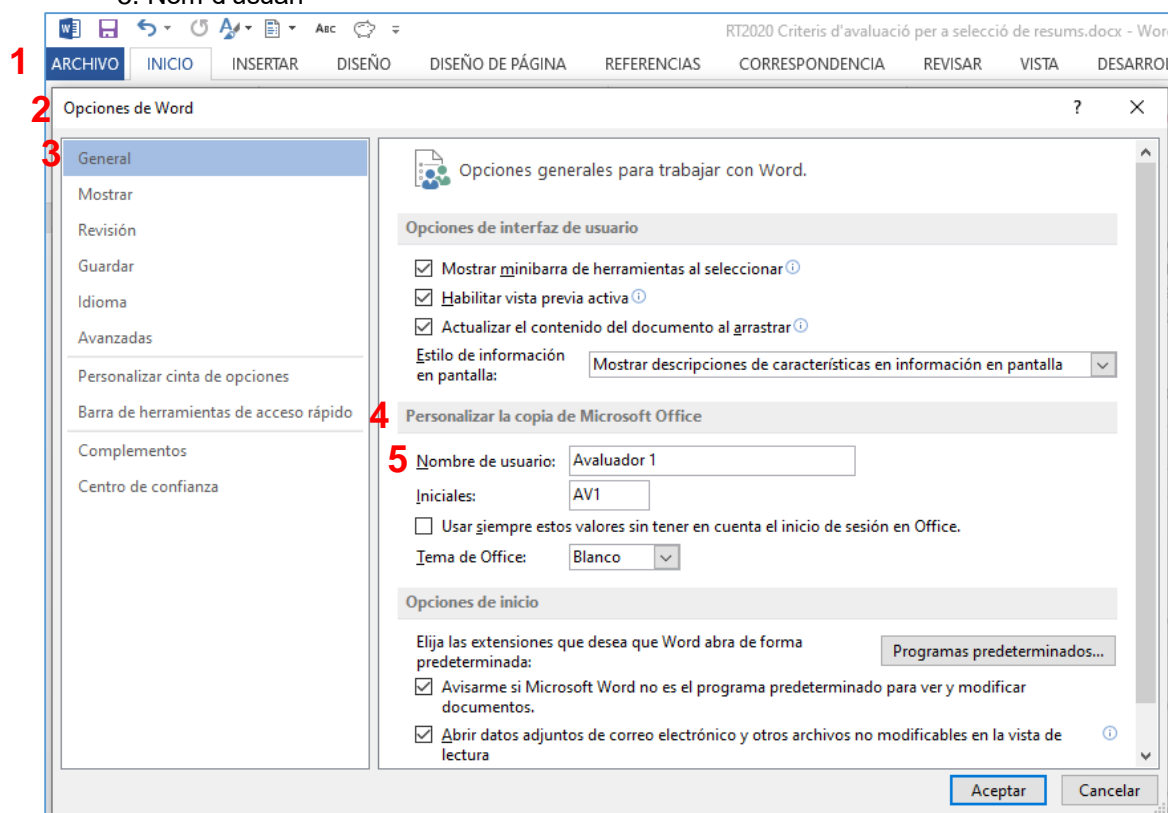 5. Nom d'usuari
ABC
RT2020 Criteris d'avaluació per a selecció de resums.docx - Wor
1 ARCHIVO INICIO INSERTAR DISEÑO DISEÑO DE PÁGINA REFERENCIAS CORRESPONDENCIA REVISAR VISTA DESARROL
2 Opciones de Word ? X
3 General
Mostrar
Revisión
Guardar
Idioma
Avanzadas
Personalizar cinta de opciones
Barra de herramientas de acceso rápido
Complementos
Centro de confianza
Opciones generales para trabajar con Word.
Opciones de interfaz de usuario
Mostrar minibarra de herramientas al seleccionar
Habilitar vista previa activa
Actualizar el contenido del documento al arrastrar
Estilo de información
en pantalla:
Mostrar descripciones de características en información en pantalla
4 Personalizar la copia de Microsoft Office
5 Nombre de usuario: Avaluador 1
Iniciales: AV1
Usar siempre estos valores sin tener en cuenta el inicio de sesión en Office.
Tema de Office: Blanco
Opciones de inicio
Elija las extensiones que desea que Word abra de forma
predeterminada:
Programas predeterminados...
Avisarme si Microsoft Word no es el programa predeterminado para ver y modificar
documentos.
Abrir datos adjuntos de correo electrónico y otros archivos no modificables en la vista de
lectura
Aceptar Cancelar